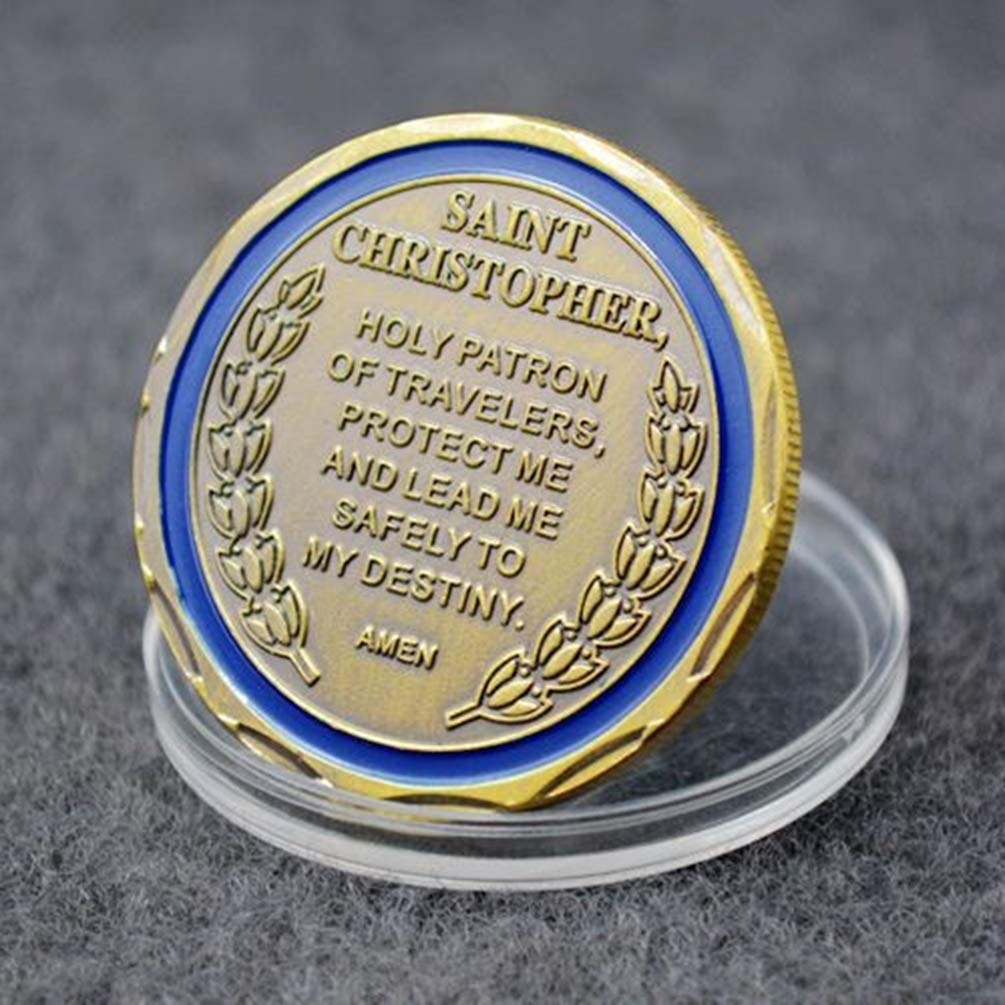 SAINT
CHRISTOPHER,
HOLY PATRON
OF TRAVELERS,
PROTECT ME
AND LEAD ME
SAFELY TO
MY DESTINY.
AMEN